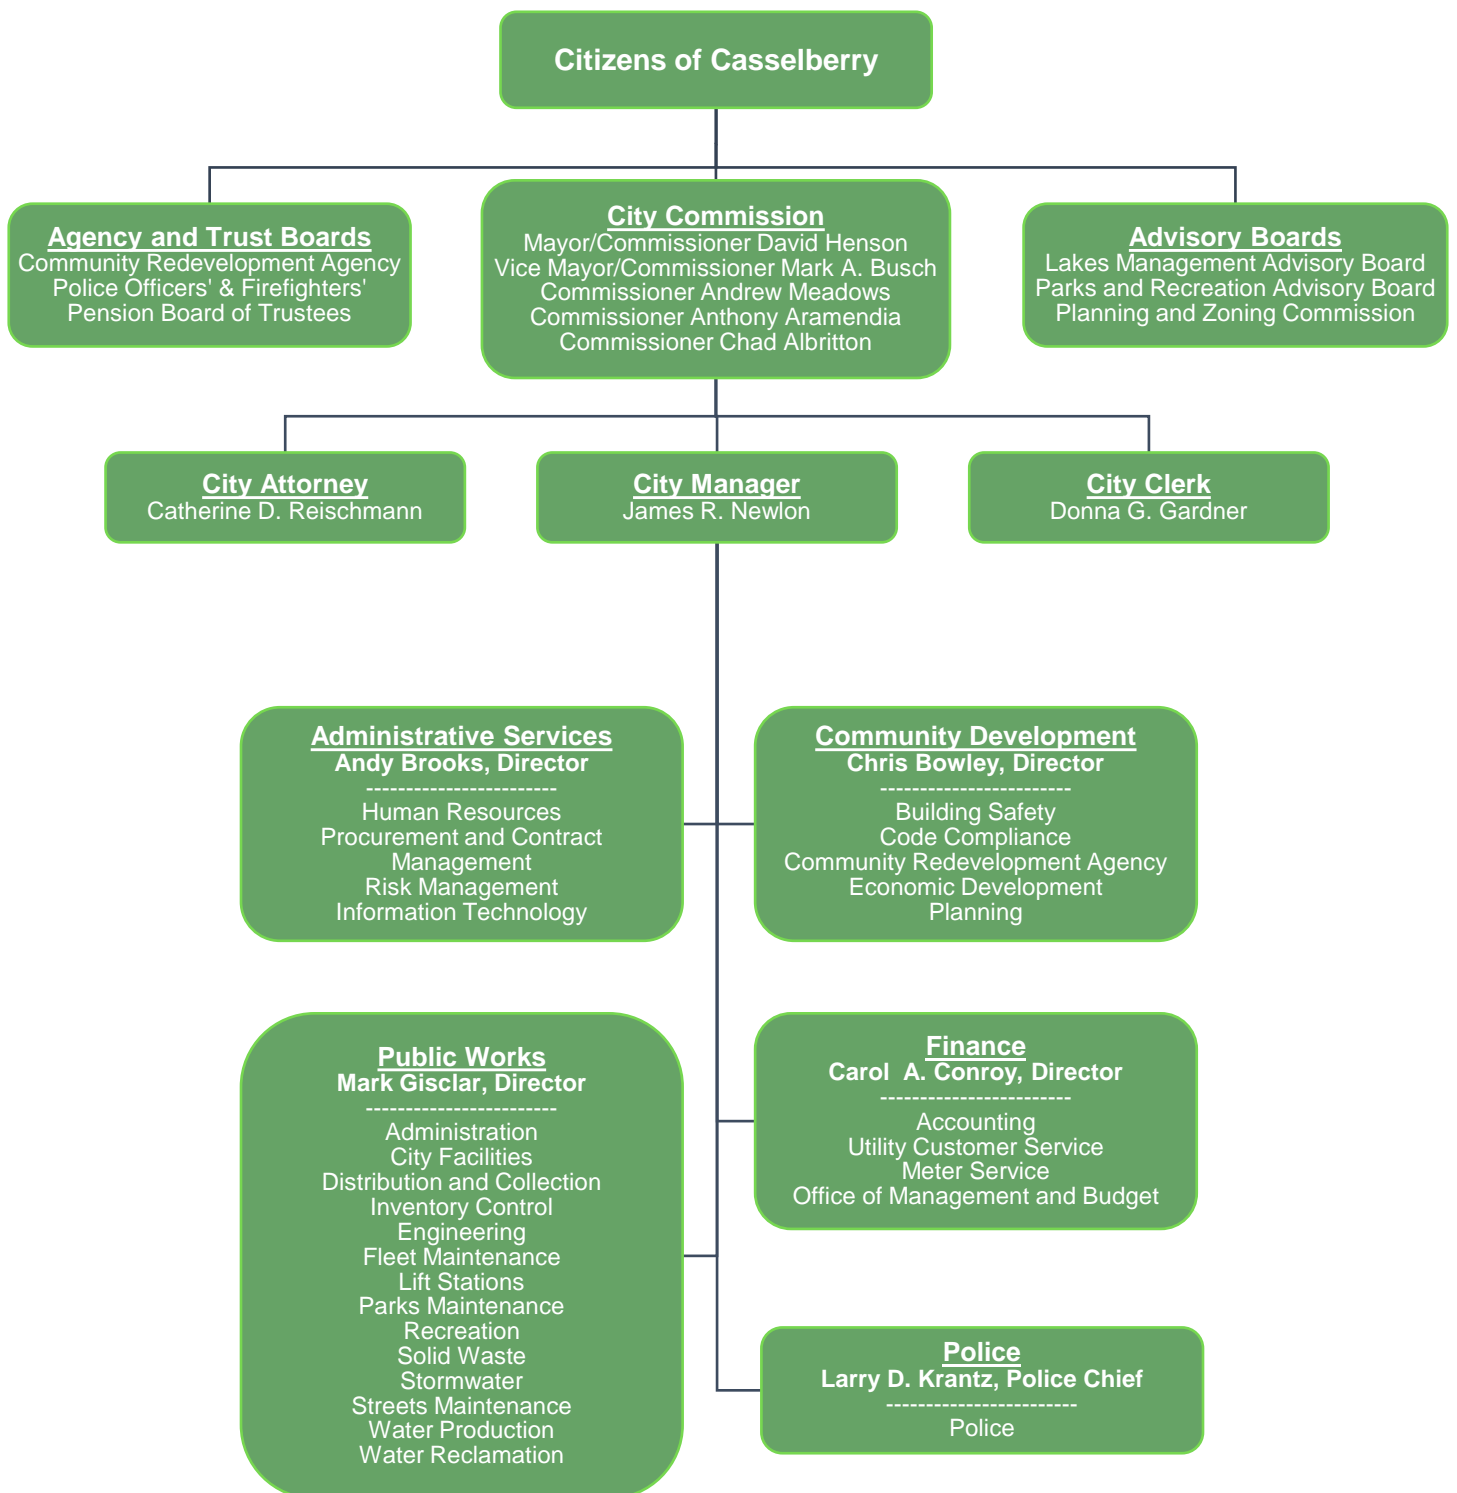 Citizens of Casselberry
Agency and Trust Boards
Community Redevelopment Agency
Police Officers' & Firefighters'
Pension Board of Trustees
City Commission
Mayor/Commissioner David Henson
Vice Mayor/Commissioner Mark A. Busch
Commissioner Andrew Meadows
Commissioner Anthony Aramendia
Commissioner Chad Albritton
Advisory Boards
Lakes Management Advisory Board
Parks and Recreation Advisory Board
Planning and Zoning Commission
City Attorney
Catherine D. Reischmann
City Manager
James R. Newlon
City Clerk
Donna G. Gardner
Administrative Services
Andy Brooks, Director
------------------------
Human Resources
Procurement and Contract
Management
Risk Management
Information Technology
Community Development
Chris Bowley, Director
------------------------
Building Safety
Code Compliance
Community Redevelopment Agency
Economic Development
Planning
Public Works
Mark Gisclar, Director
------------------------
Administration
City Facilities
Distribution and Collection
Inventory Control
Engineering
Fleet Maintenance
Lift Stations
Parks Maintenance
Recreation
Solid Waste
Stormwater
Streets Maintenance
Water Production
Water Reclamation
Finance
Carol  A. Conroy, Director
------------------------
Accounting
Utility Customer Service
Meter Service
Office of Management and Budget
Police
Larry D. Krantz, Police Chief
------------------------
Police